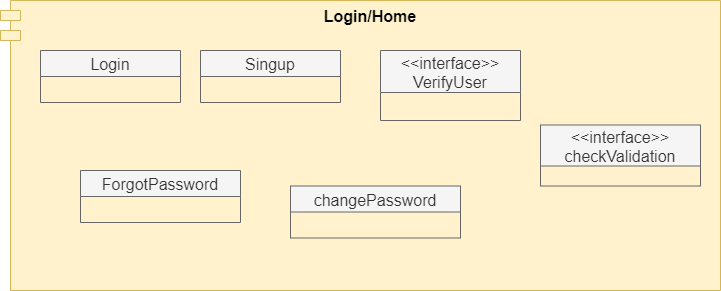 Login/Home
Login
Singup
<<interface>>
VerifyUser
<<interface>>
checkValidation
ForgotPassword
changePassword